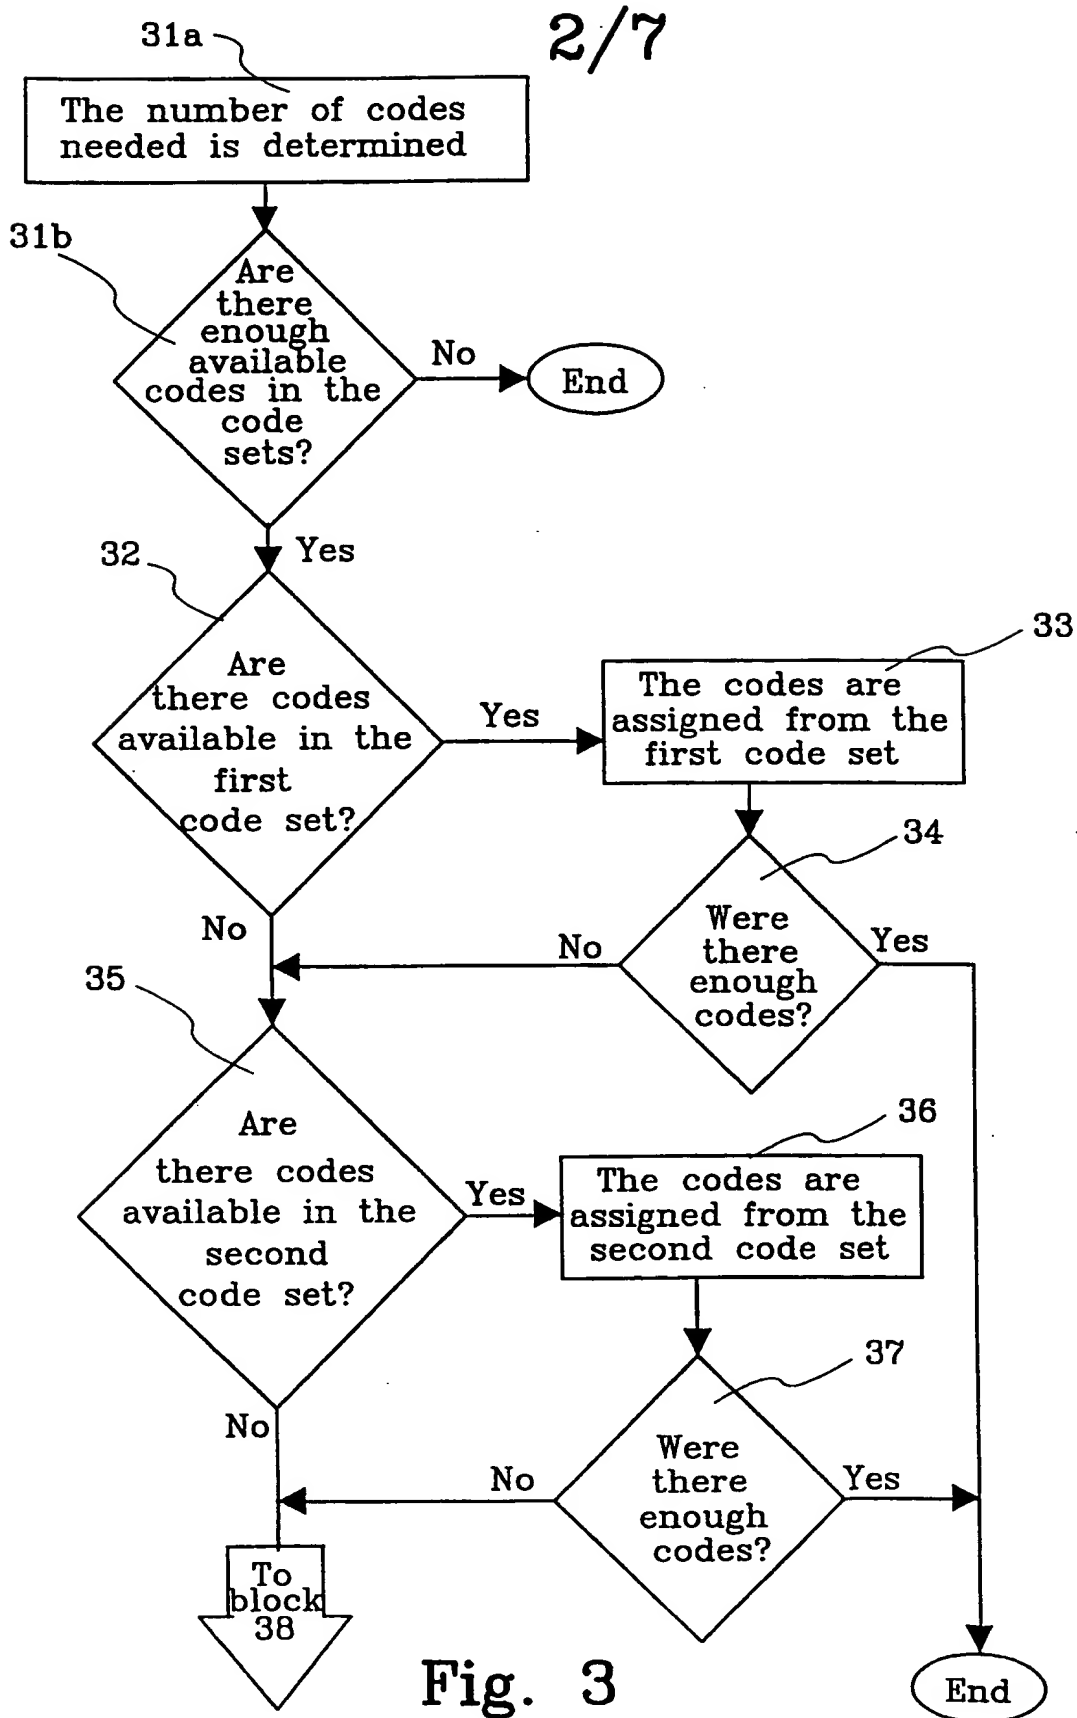 2/7
31a
The number of codes
needed is determined
31b
Are
there
enough
available
codes in the
code
sets?
No
End
Yes
32
Are
there codes
available in the
first
code set?
Yes
33
The codes are
assigned from the
first code set
34
Were
there
enough
codes?
No
No
Yes
35
Are
there codes
available in the
second
code set?
Yes
36
The codes are
assigned from the
second code set
37
Were
there
enough
codes?
No
No
Yes
To
block
38
End
Fig. 3